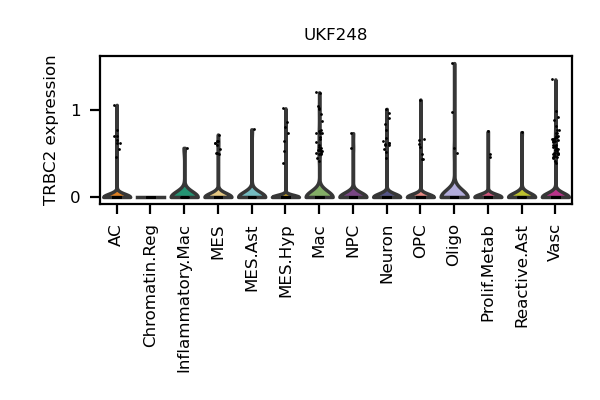 UKF248
TRBC2 expression
1
0
AC
Chromatin.Reg
Inflammatory.Mac
MES
MES.Ast
MES.Hyp
Mac
NPC
Neuron
OPC
Oligo
Prolif.Metab
Reactive.Ast
Vasc